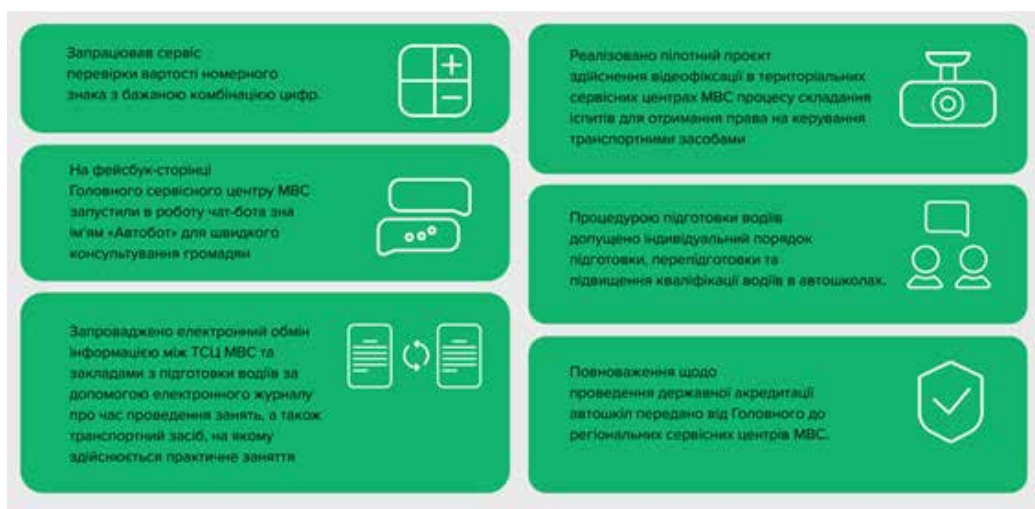 Запрацював сервіс
перевірки вартості номерного
знака з бажаною комбінацією цифр.
На фейсбук-сторінці
Головного сервісного центру МВС
запустили в роботу чат-бота зна
ім'ям «Автобот» для швидкого
консультування громадян
Запроваджено електронний обмін
інформацією між ТСЦ МВС та
закладами з підготовки водіїв за
допомогою електронного журналу
про час проведення занять, а також
транспортний засіб, на якому
здійснюється практичне заняття
Реалізовано пілотний проєкт
здійснення відеофіксації в територіальних
сервісних центрах МВС процесу складання
іспитів для отримання права на керування
транспортними засобами
Процедурою підготовки водіїв
допущено індивідуальний порядок
підготовки, перепідготовки та
підвищення кваліфікації водіїв в автошколах.
Повноваження щодо
проведення державної акредитації
автошкіл передано від Головного до
регіональних сервісних центрів МВС.